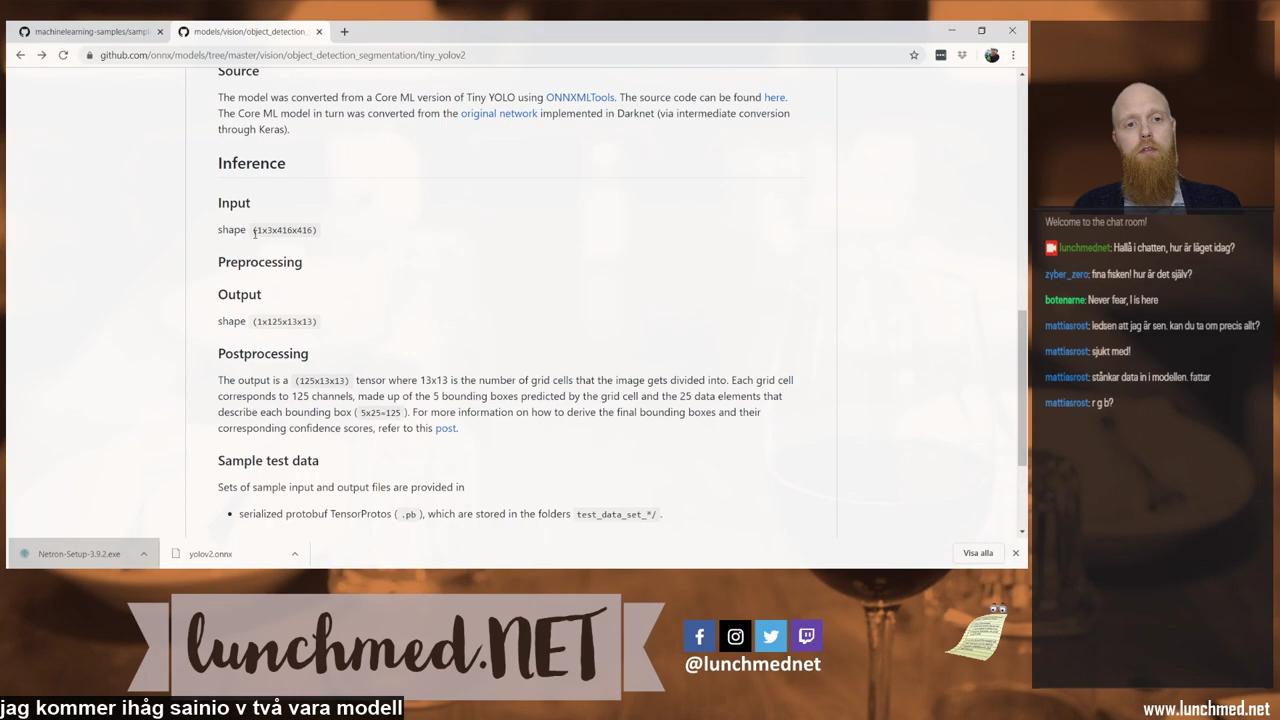 machinelearning-samples/sampl
models/vision/object_detection_
github.com/onnx/models/tree/master/vision/object_detection_segmentation/tiny_yolov2
Source
The model was converted from a Core ML version of Tiny YOLO using ONNXMLTools. The source code can be found here.
The Core ML model in turn was converted from the original network implemented in Darknet (via intermediate conversion
through Keras).
Inference
Input
shape (1x3x416x416)
Preprocessing
Output
shape (1x125x13x13)
Postprocessing
The output is a (125x13x13) tensor where 13x13 is the number of grid cells that the image gets divided into. Each grid cell
corresponds to 125 channels, made up of the 5 bounding boxes predicted by the grid cell and the 25 data elements that
describe each bounding box (5x25=125). For more information on how to derive the final bounding boxes and their
corresponding confidence scores, refer to this post.
Sample test data
Sets of sample input and output files are provided in
• serialized protobuf TensorProtos (.pb), which are stored in the folders test_data_set_*/.
Netron-Setup-3.9.2.exe
yolov2.onnx
Visa alla
Welcome to the chat room!
lunchmednet: Hallå i chatten, hur är läget idag?
zyber_zero: fina fisken! hur är det själv?
botenarne: Never fear, I is here
mattiasrost: ledsen att jag är sen. kan du ta om precis allt?
mattiasrost: sjukt med!
mattiasrost: stånkar data in i modellen. fattar
mattiasrost: r g b?
lunchmed.NET
@lunchmednet
jag kommer ihåg sainio v två vara modell
www.lunchmed.net